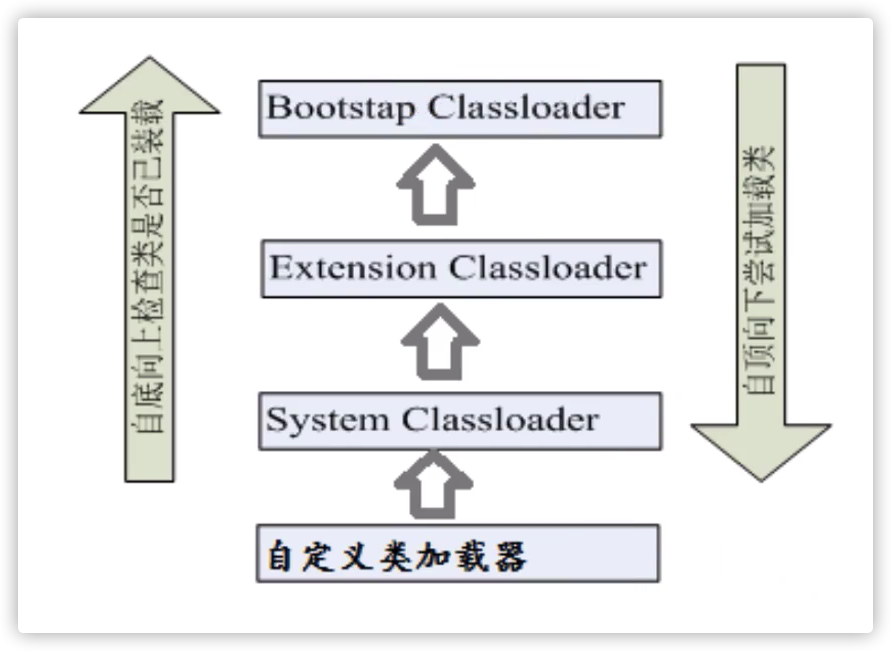 自底向上检查类是否已装载
Bootstap Classloader
Extension Classloader
System Classloader
自定义类加载器
自顶向下尝试加载类